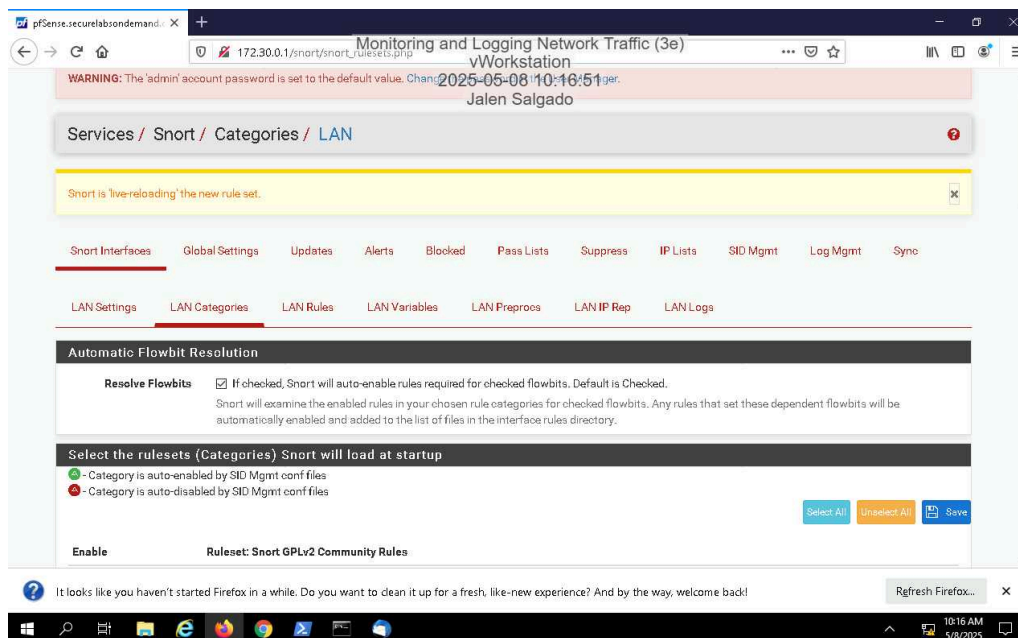 pfSense.securelabsondemand.
172.30.0.1/snort/snort_rulesets.php
Monitoring and Logging Network Traffic (3e)
vWorkstation
2025-05-08 10:16:51
Jalen Salgado
WARNING: The 'admin' account password is set to the default value. Change the password in the User Manager.
Services / Snort / Categories / LAN
Snort is 'live-reloading' the new rule set.
Snort Interfaces Global Settings Updates Alerts Blocked Pass Lists Suppress IP Lists SID Mgmt Log Mgmt Sync
LAN Settings LAN Categories LAN Rules LAN Variables LAN Preprocs LAN IP Rep LAN Logs
Automatic Flowbit Resolution
Resolve Flowbits If checked, Snort will auto-enable rules required for checked flowbits. Default is Checked.
Snort will examine the enabled rules in your chosen rule categories for checked flowbits. Any rules that set these dependent flowbits will be
automatically enabled and added to the list of files in the interface rules directory.
Select the rulesets (Categories) Snort will load at startup
- Category is auto-enabled by SID Mgmt conf files
- Category is auto-disabled by SID Mgmt conf files
Select All Unselect All Save
Enable Ruleset: Snort GPLv2 Community Rules
It looks like you haven't started Firefox in a while. Do you want to clean it up for a fresh, like-new experience? And by the way, welcome back! Refresh Firefox...
10:16 AM
5/8/2025